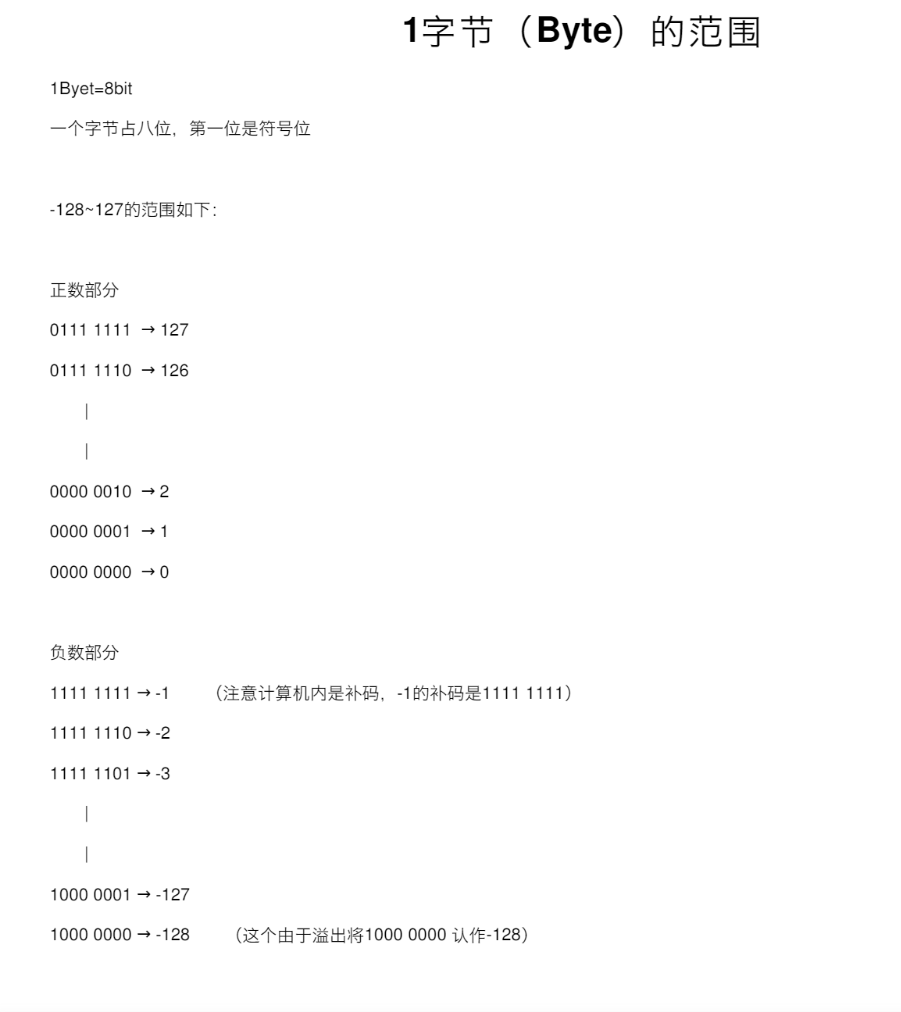 1字节（Byte）的范围
1Byet=8bit
一个字节占八位，第一位是符号位
-128~127的范围如下：
正数部分
0111 1111 → 127
0111 1110 → 126
|
|
0000 0010 → 2
0000 0001 → 1
0000 0000 → 0
负数部分
1111 1111 → -1 （注意计算机内是补码，-1的补码是1111 1111）
1111 1110 → -2
1111 1101 → -3
|
|
1000 0001 → -127
1000 0000 → -128 （这个由于溢出将1000 0000 认作-128）